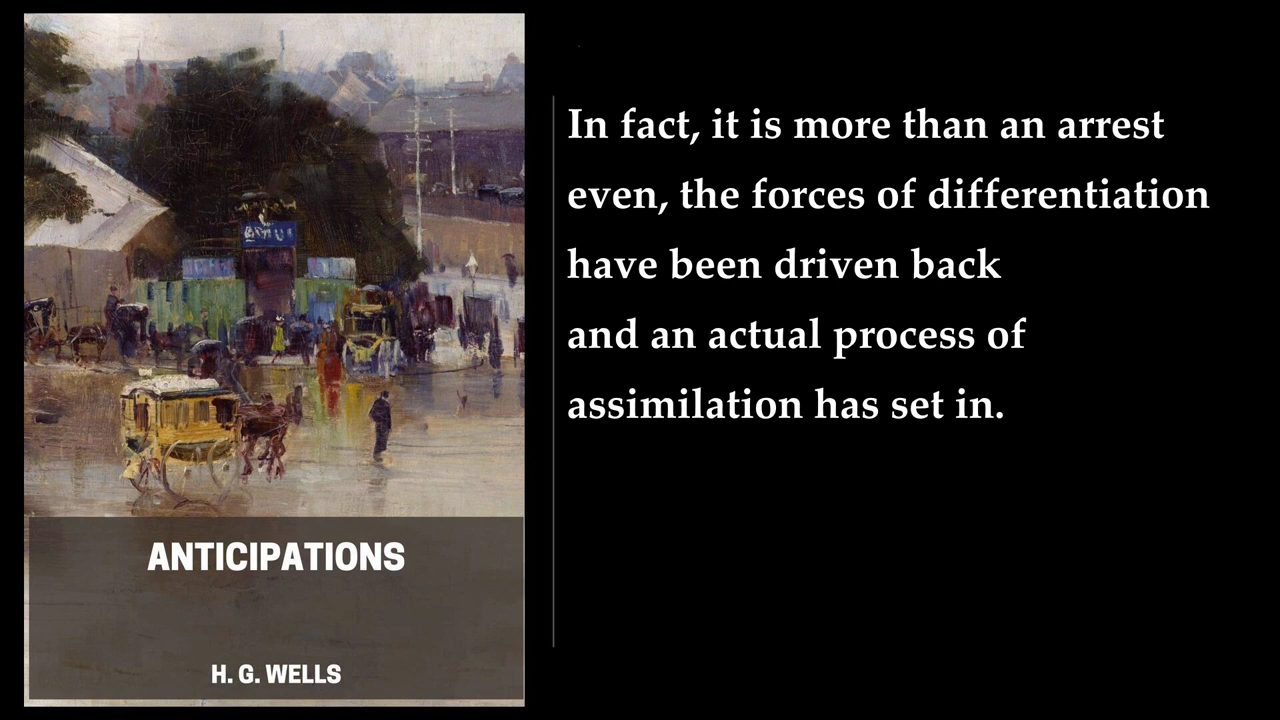 In fact, it is more than an arrest
even, the forces of differentiation
have been driven back
and an actual process of
assimilation has set in.
ANTICIPATIONS
H. G. WELLS